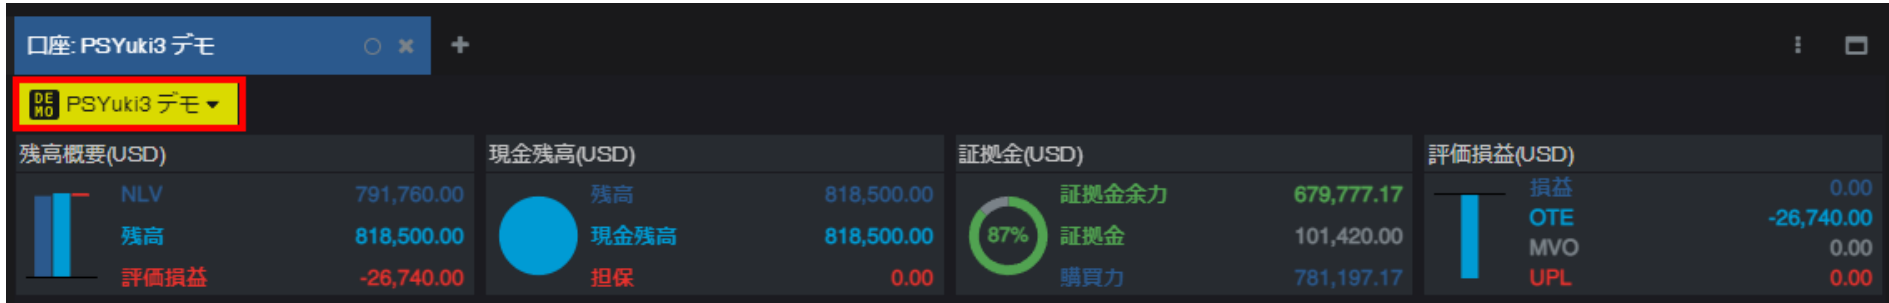 口座: PSYuki3 デモ
DEMO PSYuki3 デモ
残高概要(USD)
NLV 791,760.00
残高 818,500.00
評価損益 -26,740.00
現金残高(USD)
残高 818,500.00
現金残高 818,500.00
担保 0.00
証拠金(USD)
87%
証拠金余力 679,777.17
証拠金 101,420.00
購買力 781,197.17
評価損益(USD)
損益 0.00
OTE -26,740.00
MVO 0.00
UPL 0.00